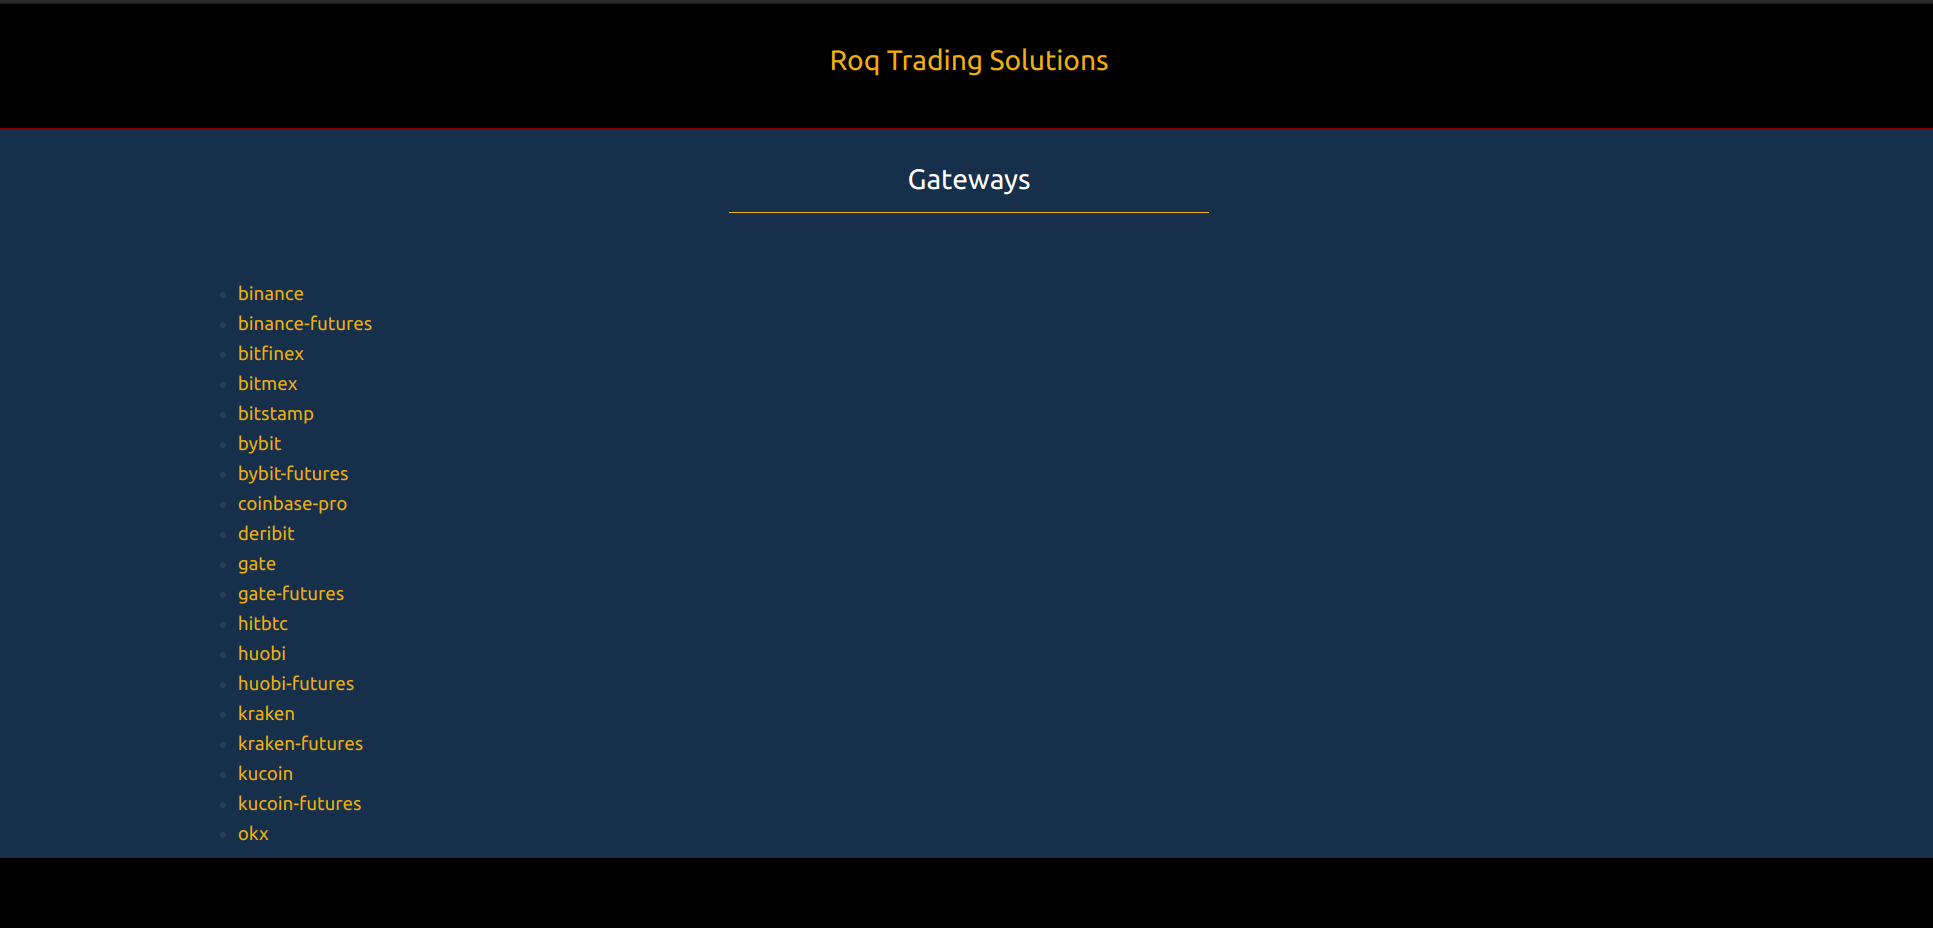 Roq Trading Solutions
Gateways
binance
binance-futures
bitfinex
bitmex
bitstamp
bybit
bybit-futures
coinbase-pro
deribit
gate
gate-futures
hitbtc
huobi
huobi-futures
kraken
kraken-futures
kucoin
kucoin-futures
okx